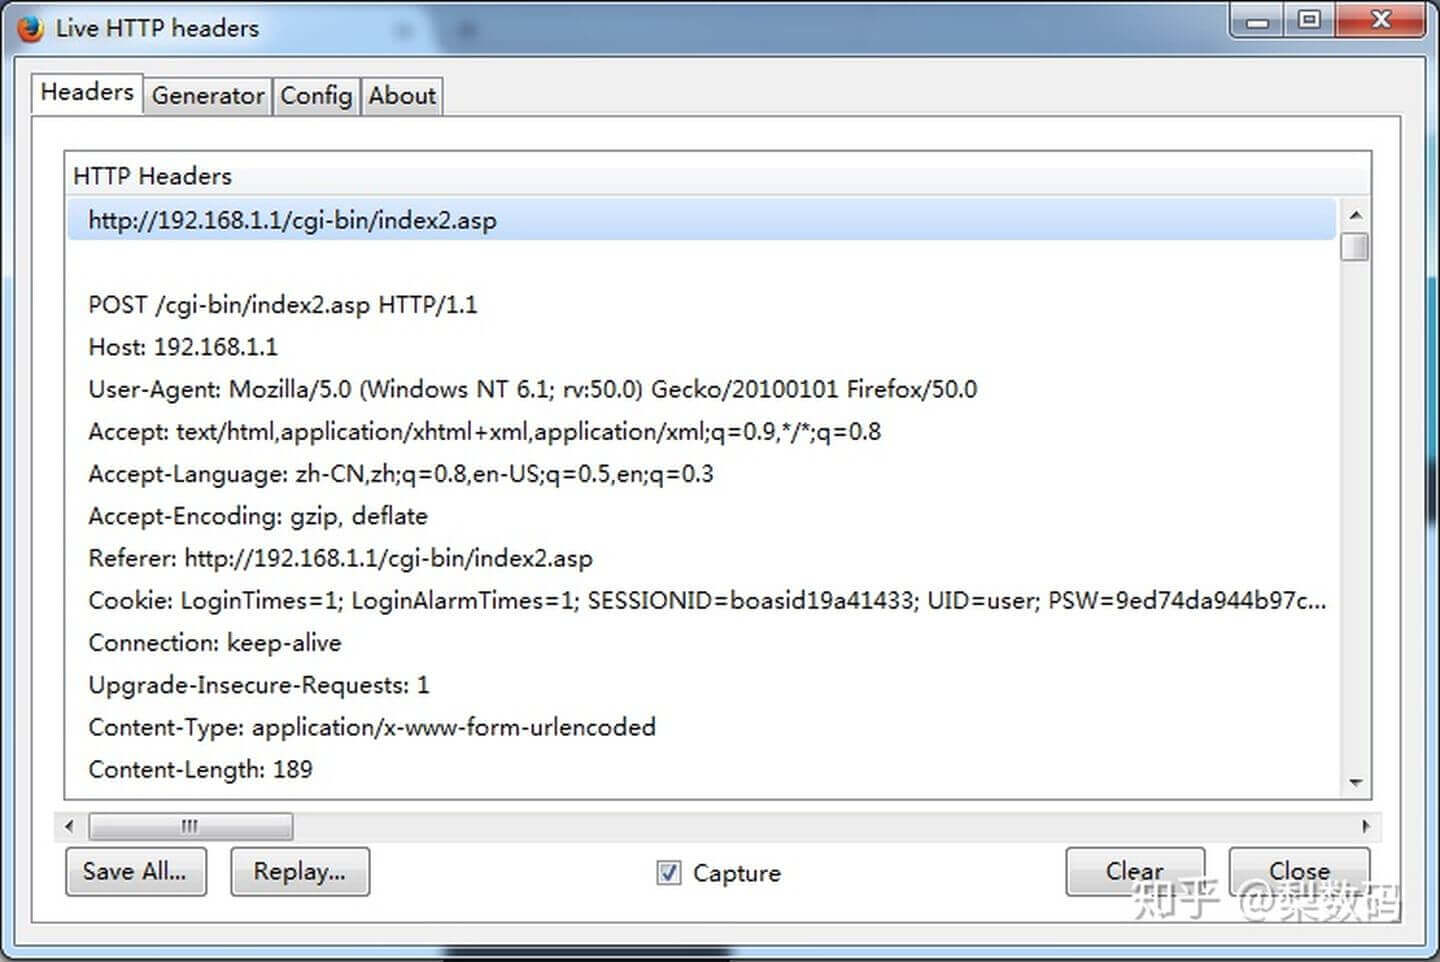 Live HTTP headers
Headers Generator Config About
HTTP Headers
http://192.168.1.1/cgi-bin/index2.asp
POST /cgi-bin/index2.asp HTTP/1.1
Host: 192.168.1.1
User-Agent: Mozilla/5.0 (Windows NT 6.1; rv:50.0) Gecko/20100101 Firefox/50.0
Accept: text/html,application/xhtml+xml,application/xml;q=0.9,*/*;q=0.8
Accept-Language: zh-CN,zh;q=0.8,en-US;q=0.5,en;q=0.3
Accept-Encoding: gzip, deflate
Referer: http://192.168.1.1/cgi-bin/index2.asp
Cookie: LoginTimes=1; LoginAlarmTimes=1; SESSIONID=boasid19a41433; UID=user; PSW=9ed74da944b97c...
Connection: keep-alive
Upgrade-Insecure-Requests: 1
Content-Type: application/x-www-form-urlencoded
Content-Length: 189
Save All... Replay... Capture Clear Close
知乎 @梨数码